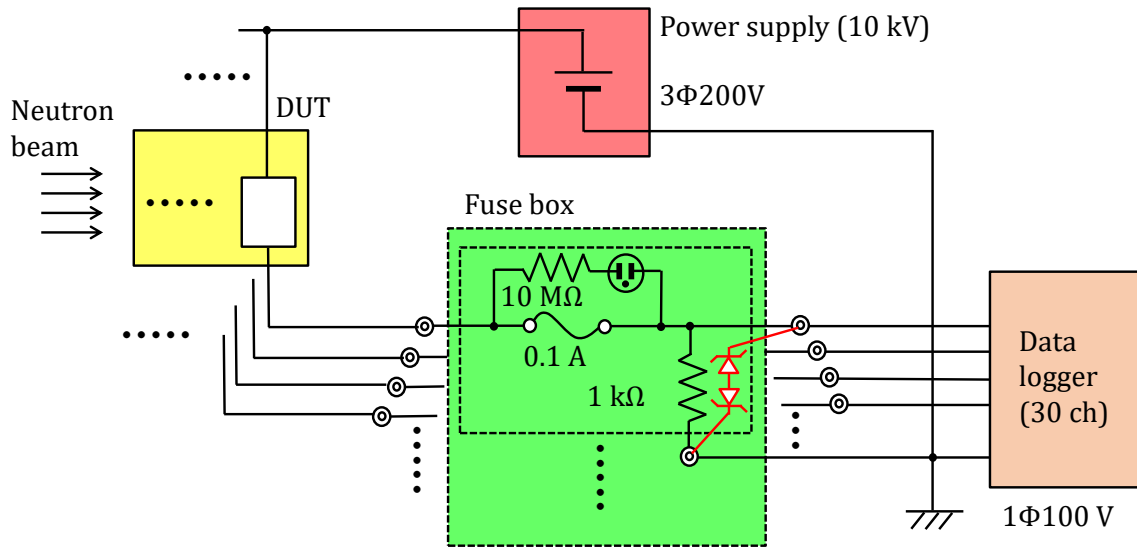 Power supply (10 kV)
3Φ200V
Neutron
beam
DUT
Fuse box
10 MΩ
0.1 A
1 kΩ
Data
logger
(30 ch)
1Φ100 V